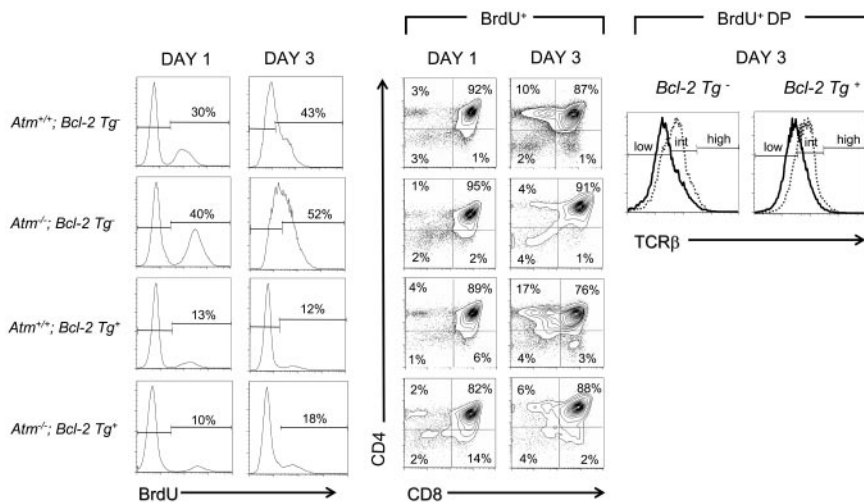 BrdU⁺
BrdU⁺ DP
DAY 1 DAY 3
DAY 1 DAY 3
DAY 3
Bcl-2 Tg⁻ Bcl-2 Tg⁺
Atm⁺/⁺; Bcl-2 Tg⁻
30% 43%
3% 92% 10% 87%
3% 1% 2% 1%
low int high low int high
TCRβ
Atm⁻/⁻; Bcl-2 Tg⁻
40% 52%
1% 95% 4% 91%
2% 2% 4% 1%
Atm⁺/⁺; Bcl-2 Tg⁺
13% 12%
4% 89% 17% 76%
1% 6% 4% 3%
Atm⁻/⁻; Bcl-2 Tg⁺
10% 18%
2% 82% 6% 88%
2% 14% 4% 2%
BrdU
CD4
CD8